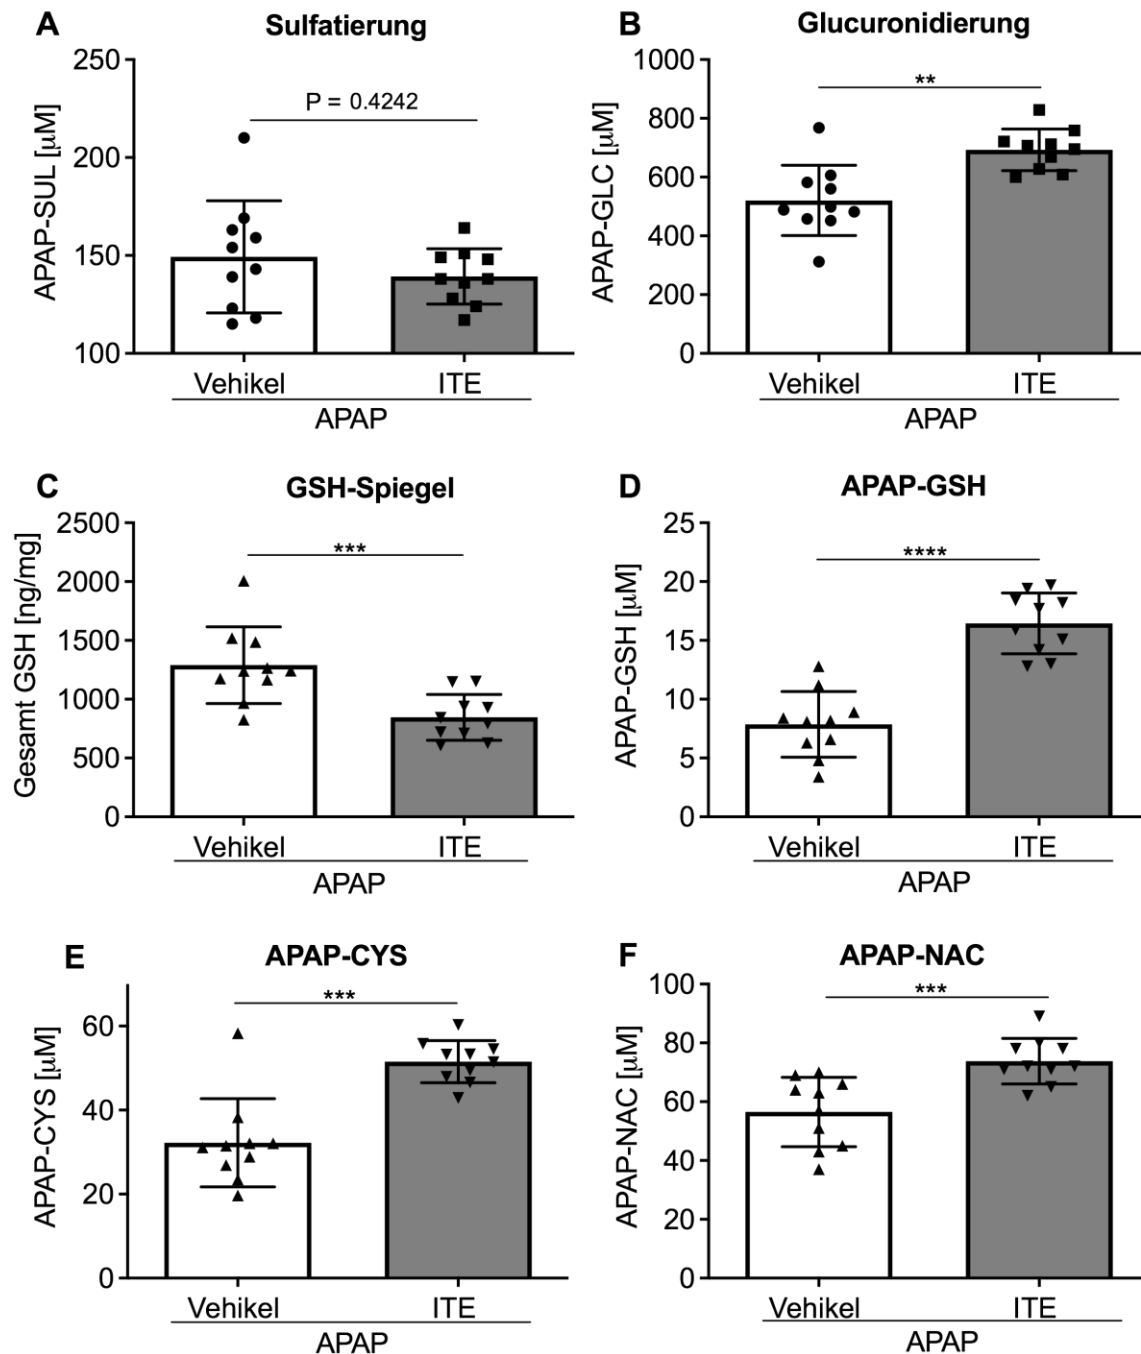 A Sulfatierung
APAP-SUL [µM]
250
200
150
100
P = 0.4242
Vehikel ITE
APAP
B Glucuronidierung
APAP-GLC [µM]
1000
800
600
400
200
0
**
Vehikel ITE
APAP
C GSH-Spiegel
Gesamt GSH [ng/mg]
2500
2000
1500
1000
500
0
***
Vehikel ITE
APAP
D APAP-GSH
APAP-GSH [µM]
25
20
15
10
5
0
****
Vehikel ITE
APAP
E APAP-CYS
APAP-CYS [µM]
60
40
20
0
***
Vehikel ITE
APAP
F APAP-NAC
APAP-NAC [µM]
100
80
60
40
20
0
***
Vehikel ITE
APAP